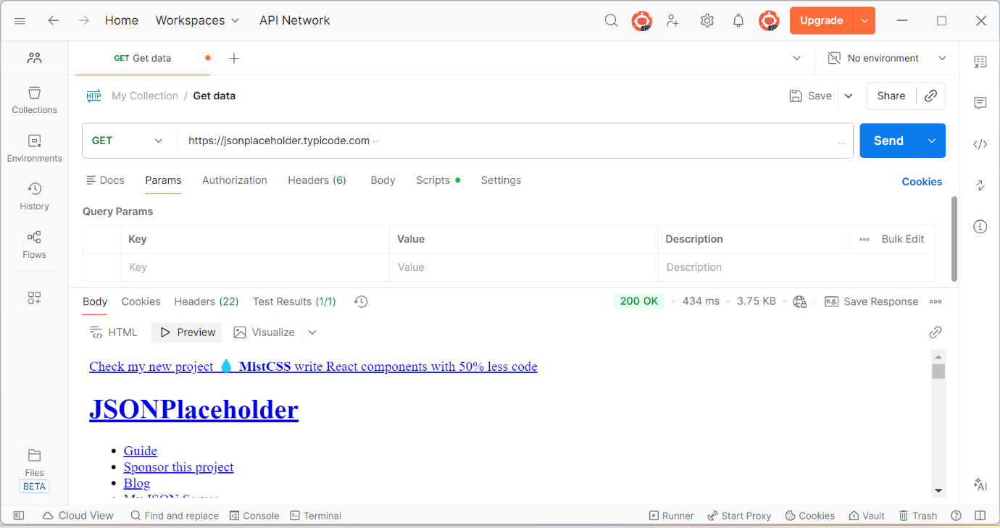 Home Workspaces API Network Upgrade
GET Get data No environment
HTTP My Collection / Get data Save Share
GET https://jsonplaceholder.typicode.com ... Send
Docs Params Authorization Headers (6) Body Scripts Settings Cookies
Query Params
Key Value Description Bulk Edit
Key Value Description
Body Cookies Headers (22) Test Results (1/1) 200 OK 434 ms 3.75 KB e.g. Save Response
HTML Preview Visualize
Check my new project 💧 MistCSS write React components with 50% less code
JSONPlaceholder
Guide
Sponsor this project
Blog
My JSON Server
Collections
Environments
History
Flows
Files
BETA
AI
Cloud View Find and replace Console Terminal Runner Start Proxy Cookies Vault Trash